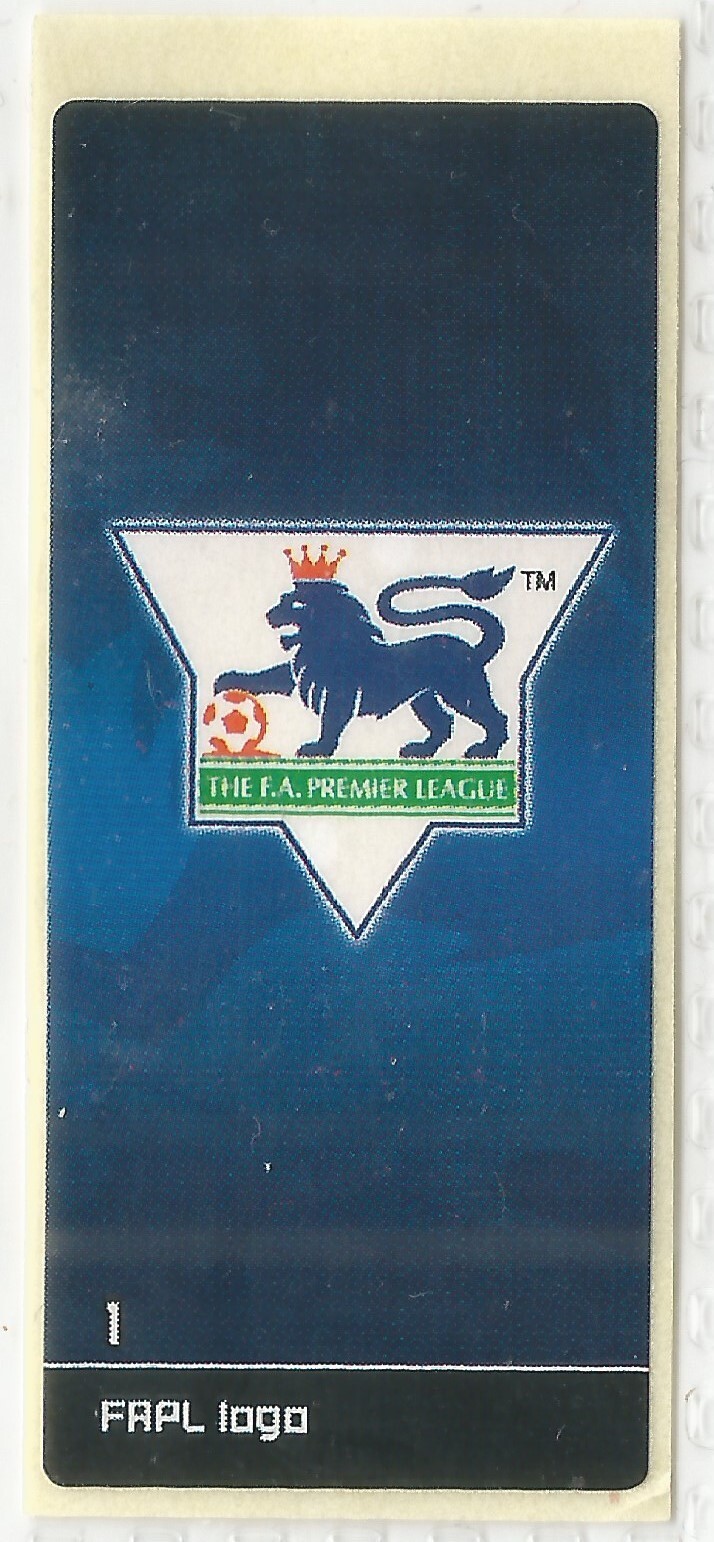 TM
THE F.A. PREMIER LEAGUE
1
FAPL logo